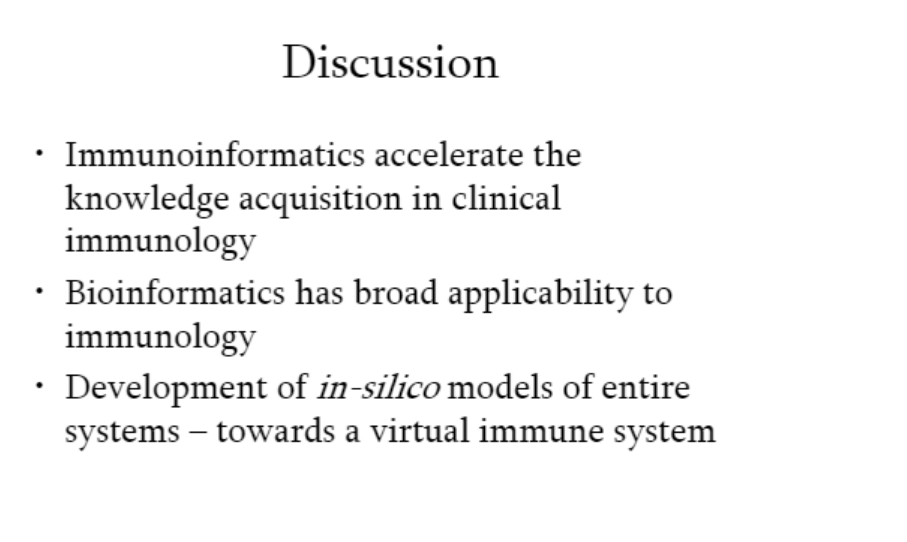 Discussion
• Immunoinformatics accelerate the
knowledge acquisition in clinical
immunology
• Bioinformatics has broad applicability to
immunology
• Development of in-silico models of entire
systems – towards a virtual immune system